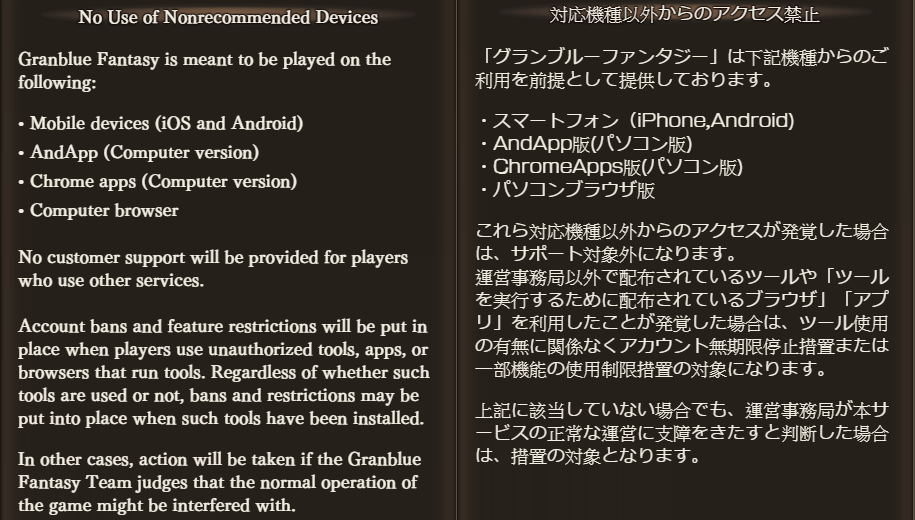 No Use of Nonrecommended Devices
Granblue Fantasy is meant to be played on the
following:
• Mobile devices (iOS and Android)
• AndApp (Computer version)
• Chrome apps (Computer version)
• Computer browser
No customer support will be provided for players
who use other services.
Account bans and feature restrictions will be put in
place when players use unauthorized tools, apps, or
browsers that run tools. Regardless of whether such
tools are used or not, bans and restrictions may be
put into place when such tools have been installed.
In other cases, action will be taken if the Granblue
Fantasy Team judges that the normal operation of
the game might be interfered with.
対応機種以外からのアクセス禁止
「グランブルーファンタジー」は下記機種からのご
利用を前提として提供しております。
・スマートフォン（iPhone,Android)
・AndApp版(パソコン版)
・ChromeApps版(パソコン版)
・パソコンブラウザ版
これら対応機種以外からのアクセスが発覚した場合
は、サポート対象外になります。
運営事務局以外で配布されているツールや「ツール
を実行するために配布されているブラウザ」「アプ
リ」を利用したことが発覚した場合は、ツール使用
の有無に関係なくアカウント無期限停止措置または
一部機能の使用制限措置の対象になります。
上記に該当していない場合でも、運営事務局が本サ
ービスの正常な運営に支障をきたすと判断した場合
は、措置の対象となります。